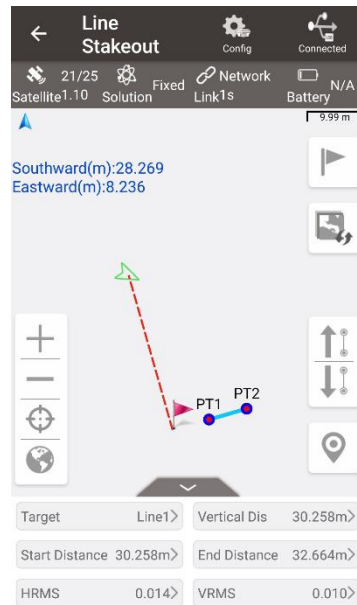 Line
Stakeout
Config
Connected
21/25
Satellite1.10
Solution
Fixed
Network
Link1s
N/A
Battery
9.99 m
Southward(m):28.269
Eastward(m):8.236
PT1
PT2
Target
Line1>
Vertical Dis
30.258m>
Start Distance
30.258m>
End Distance
32.664m>
HRMS
0.014>
VRMS
0.010>